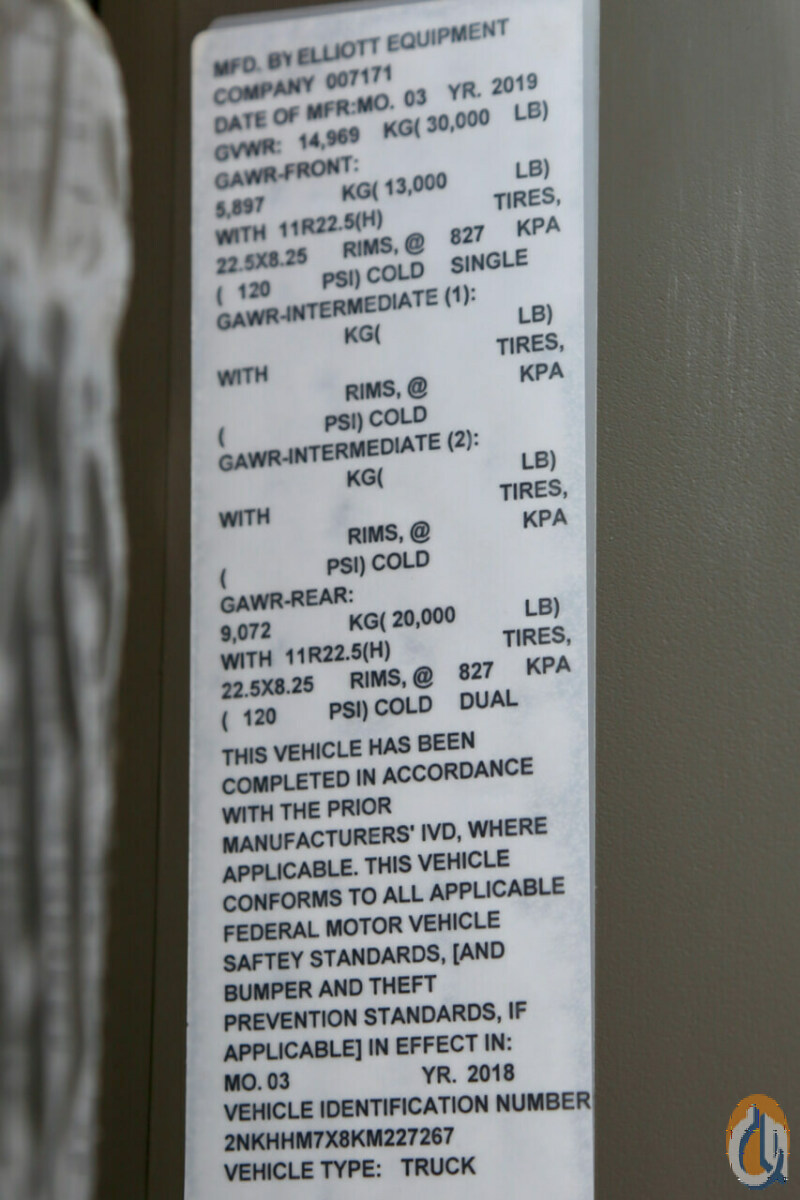 MFD. BY ELLIOTT EQUIPMENT
COMPANY 007171
DATE OF MFR:MO. 03 YR. 2019
GVWR: 14,969 KG( 30,000 LB)
GAWR-FRONT:
5,897 KG( 13,000 LB)
WITH 11R22.5(H) TIRES,
22.5X8.25 RIMS, @ 827 KPA
( 120 PSI) COLD SINGLE
GAWR-INTERMEDIATE (1):
KG( LB)
WITH TIRES,
RIMS, @ KPA
( PSI) COLD
GAWR-INTERMEDIATE (2):
KG( LB)
WITH TIRES,
RIMS, @ KPA
( PSI) COLD
GAWR-REAR:
9,072 KG( 20,000 LB)
WITH 11R22.5(H) TIRES,
22.5X8.25 RIMS, @ 827 KPA
( 120 PSI) COLD DUAL
THIS VEHICLE HAS BEEN
COMPLETED IN ACCORDANCE
WITH THE PRIOR
MANUFACTURERS' IVD, WHERE
APPLICABLE. THIS VEHICLE
CONFORMS TO ALL APPLICABLE
FEDERAL MOTOR VEHICLE
SAFTEY STANDARDS, [AND
BUMPER AND THEFT
PREVENTION STANDARDS, IF
APPLICABLE] IN EFFECT IN:
MO. 03 YR. 2018
VEHICLE IDENTIFICATION NUMBER
2NKHHM7X8KM227267
VEHICLE TYPE: TRUCK